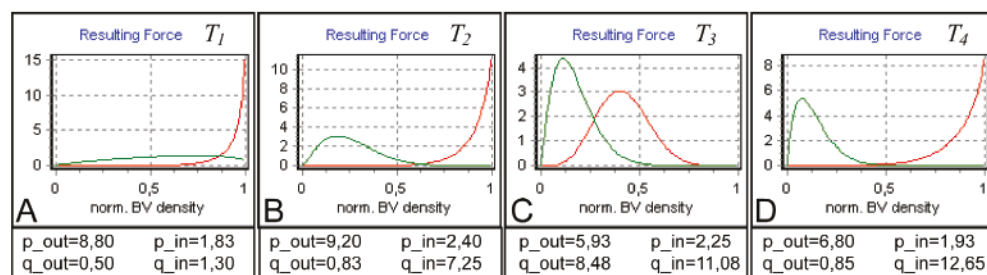 Resulting Force T1
15
10
5
0
0 0,5 1
norm. BV density
A
p_out=8,80 p_in=1,83
q_out=0,50 q_in=1,30
Resulting Force T2
10
8
6
4
2
0
0 0,5 1
norm. BV density
B
p_out=9,20 p_in=2,40
q_out=0,83 q_in=7,25
Resulting Force T3
4
3
2
1
0
0 0,5 1
norm. BV density
C
p_out=5,93 p_in=2,25
q_out=8,48 q_in=11,08
Resulting Force T4
8
6
4
2
0
0 0,5 1
norm. BV density
D
p_out=6,80 p_in=1,93
q_out=0,85 q_in=12,65